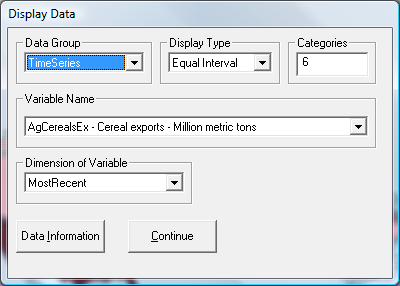 Display Data
Data Group Display Type Categories
TimeSeries Equal Interval 6
Variable Name
AgCerealsEx - Cereal exports - Million metric tons
Dimension of Variable
MostRecent
Data Information Continue